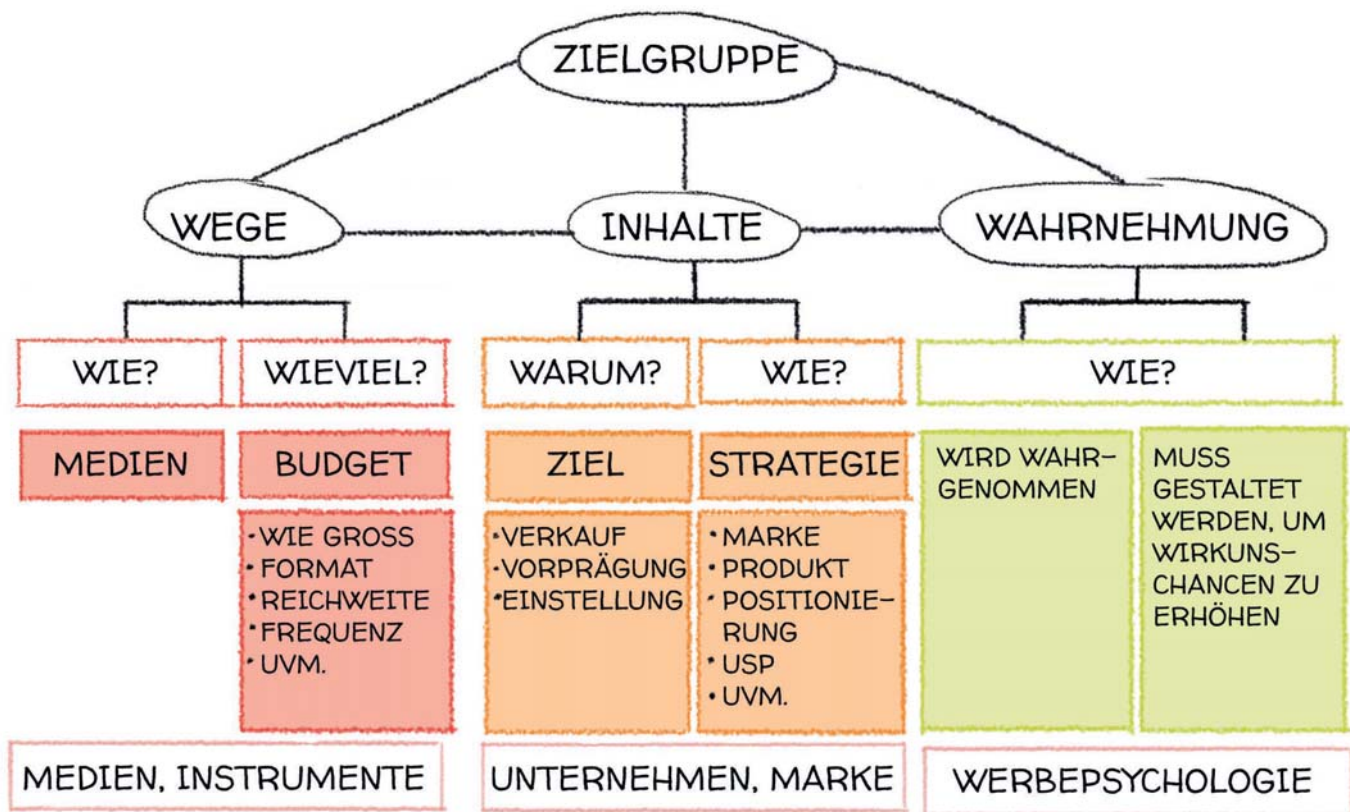 ZIELGRUPPE
WEGE
INHALTE
WAHRNEHMUNG
WIE?
WIEVIEL?
WARUM?
WIE?
WIE?
MEDIEN
BUDGET
• WIE GROSS
• FORMAT
• REICHWEITE
• FREQUENZ
• UVM.
ZIEL
• VERKAUF
• VORPRÄGUNG
• EINSTELLUNG
STRATEGIE
• MARKE
• PRODUKT
• POSITIONIE-
RUNG
• USP
• UVM.
WIRD WAHR-
GENOMMEN
MUSS
GESTALTET
WERDEN, UM
WIRKUNS-
CHANCEN ZU
ERHÖHEN
MEDIEN, INSTRUMENTE
UNTERNEHMEN, MARKE
WERBEPSYCHOLOGIE